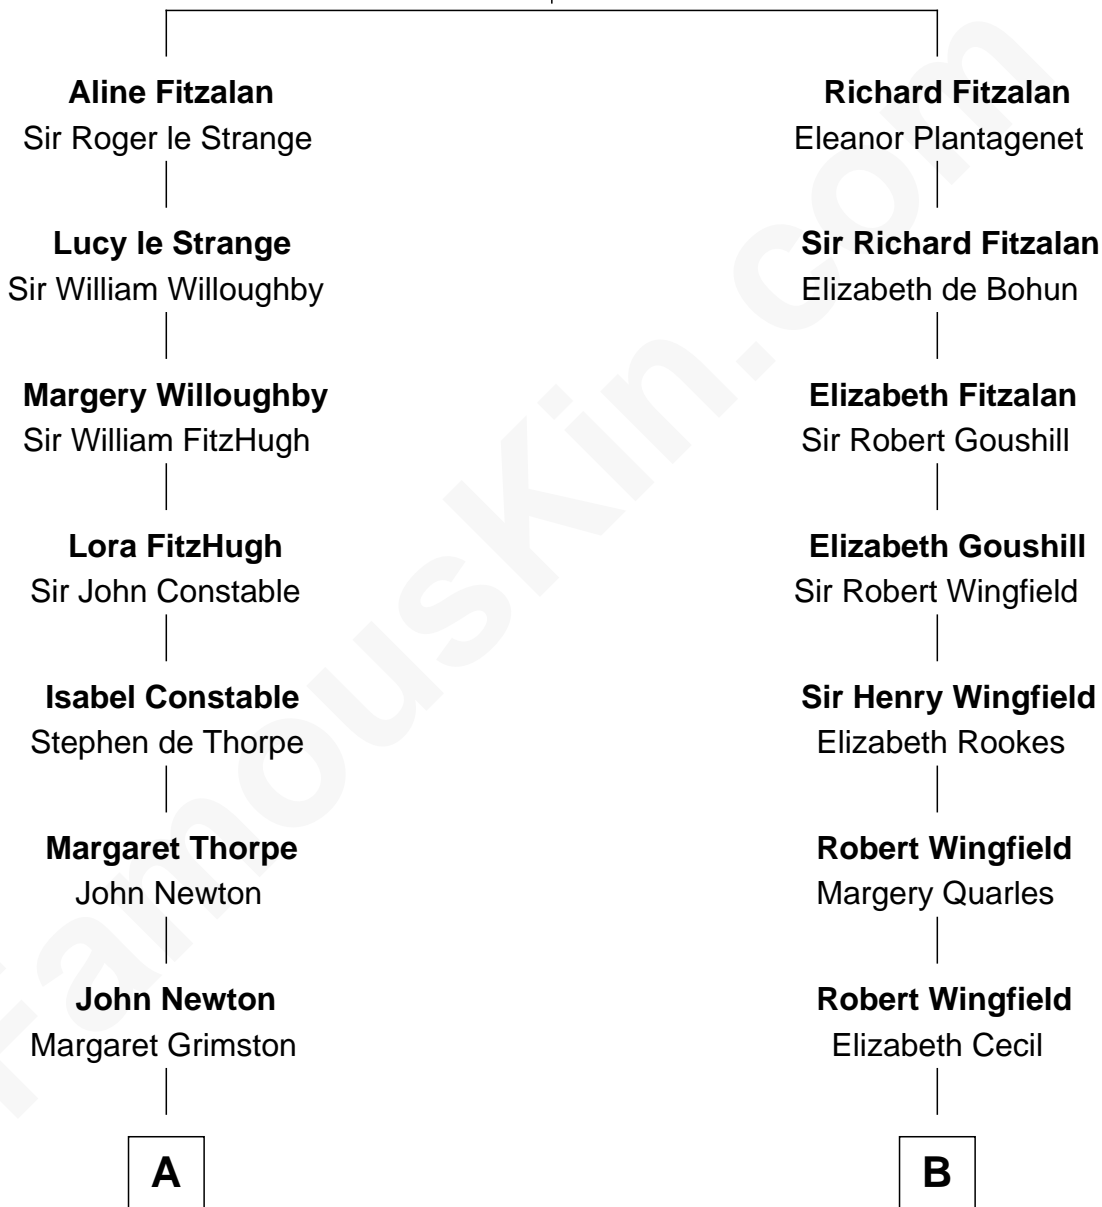 Aline Fitzalan
Sir Roger le Strange
Lucy le Strange
Sir William Willoughby
Margery Willoughby
Sir William FitzHugh
Lora FitzHugh
Sir John Constable
Isabel Constable
Stephen de Thorpe
Margaret Thorpe
John Newton
John Newton
Margaret Grimston
A
Richard Fitzalan
Eleanor Plantagenet
Sir Richard Fitzalan
Elizabeth de Bohun
Elizabeth Fitzalan
Sir Robert Goushill
Elizabeth Goushill
Sir Robert Wingfield
Sir Henry Wingfield
Elizabeth Rookes
Robert Wingfield
Margery Quarles
Robert Wingfield
Elizabeth Cecil
B
FamousKin.com